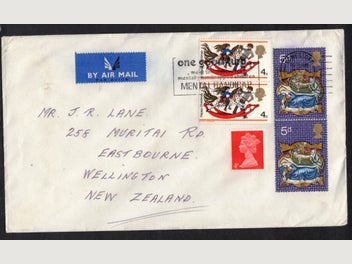 BY AIR MAIL
one
4d
MENTAL HANDICAP
4d
5d
5d
MR. J. R. LANE,
258 MURITAI RD.
EASTBOURNE.
WELLINGTON
NEW ZEALAND.